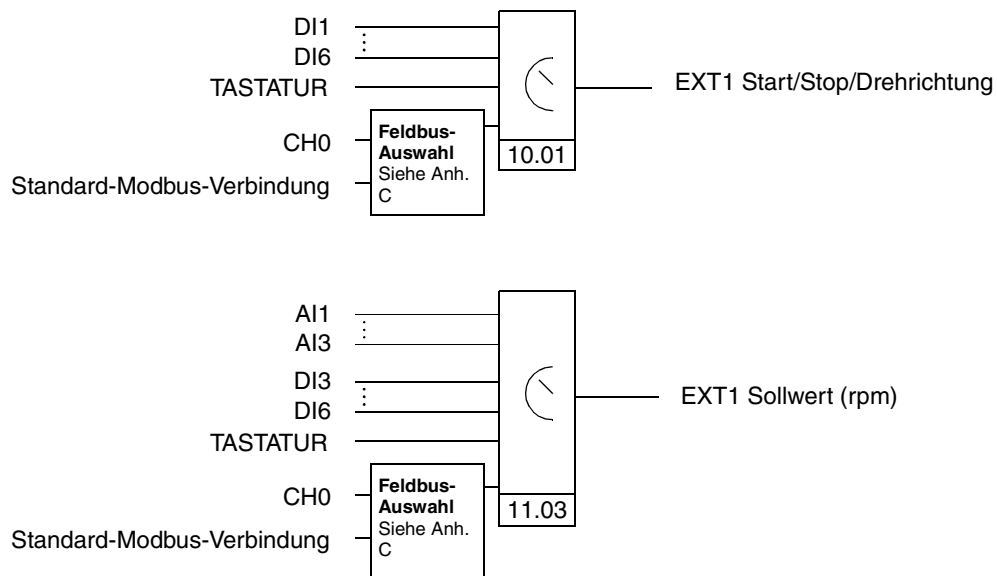 DI1
DI6
TASTATUR
CH0
Standard-Modbus-Verbindung
Feldbus-
Auswahl
Siehe Anh.
C
10.01
EXT1 Start/Stop/Drehrichtung
AI1
AI3
DI3
DI6
TASTATUR
CH0
Standard-Modbus-Verbindung
Feldbus-
Auswahl
Siehe Anh.
C
11.03
EXT1 Sollwert (rpm)